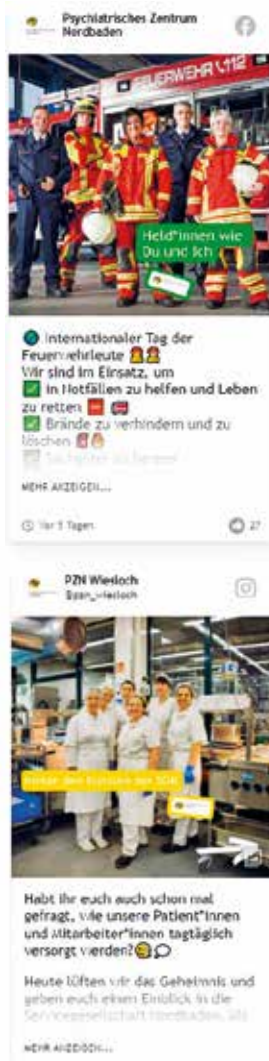 Psychiatrisches Zentrum
Nordbaden
FEUERWEHR 112
Held*innen wie
Du und Ich
Internationaler Tag der
Feuerwehrleute
Wir sind im Einsatz, um
in Notfällen zu helfen und Leben
zu retten
Brände zu verhindern und zu
löschen
MEHR ANZEIGEN...
Vor 5 Tagen
27
PZN Wiesloch
@pzn_wiesloch
Habt ihr euch auch schon mal
gefragt, wie unsere Patient*innen
und Mitarbeiter*innen tagtäglich
versorgt werden?
Heute lüften wir das Geheimnis und
geben euch einen Einblick in die
Servicegesellschaft Nordbaden, als
MEHR ANZEIGEN...